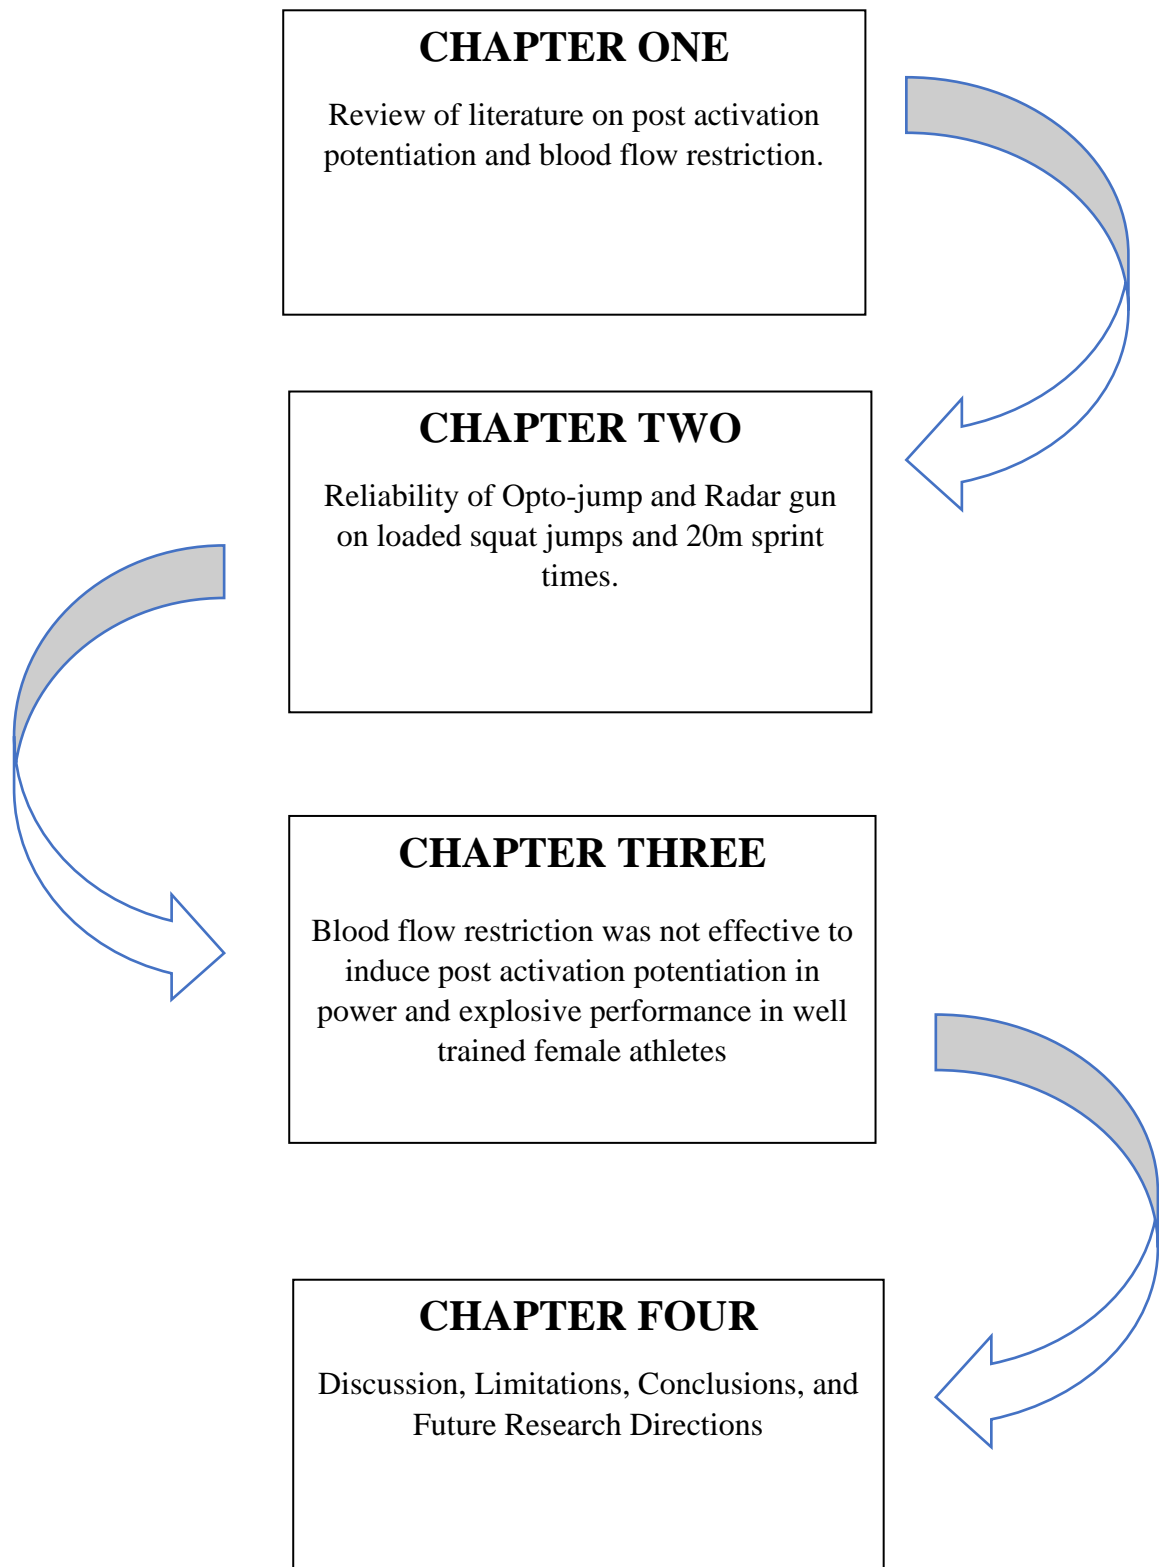 CHAPTER ONE
Review of literature on post activation
potentiation and blood flow restriction.
CHAPTER TWO
Reliability of Opto-jump and Radar gun
on loaded squat jumps and 20m sprint
times.
CHAPTER THREE
Blood flow restriction was not effective to
induce post activation potentiation in
power and explosive performance in well
trained female athletes
CHAPTER FOUR
Discussion, Limitations, Conclusions, and
Future Research Directions